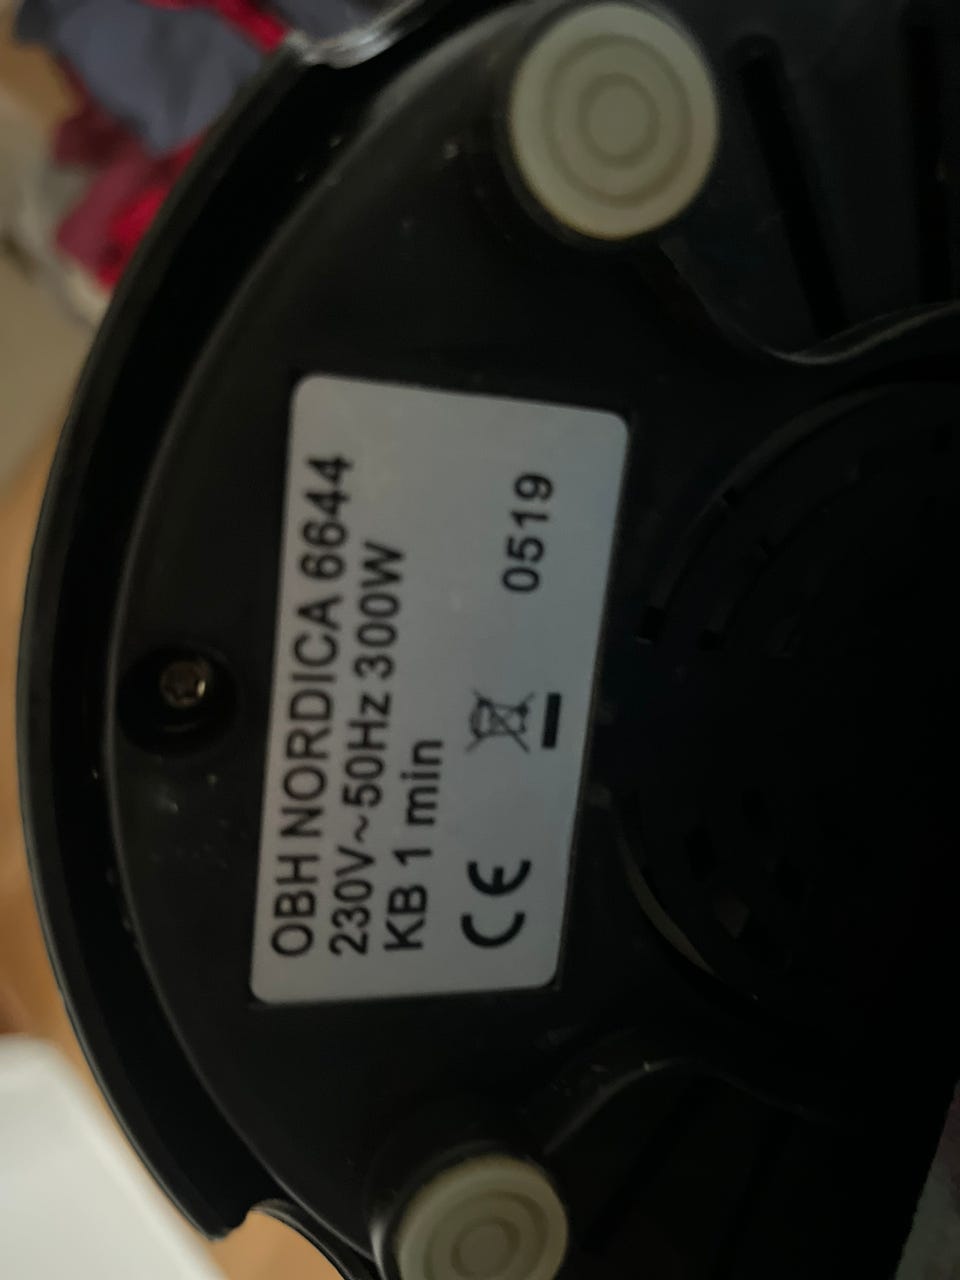 OBH NORDICA 6644
230V~50Hz 300W
KB 1 min
CE
0519